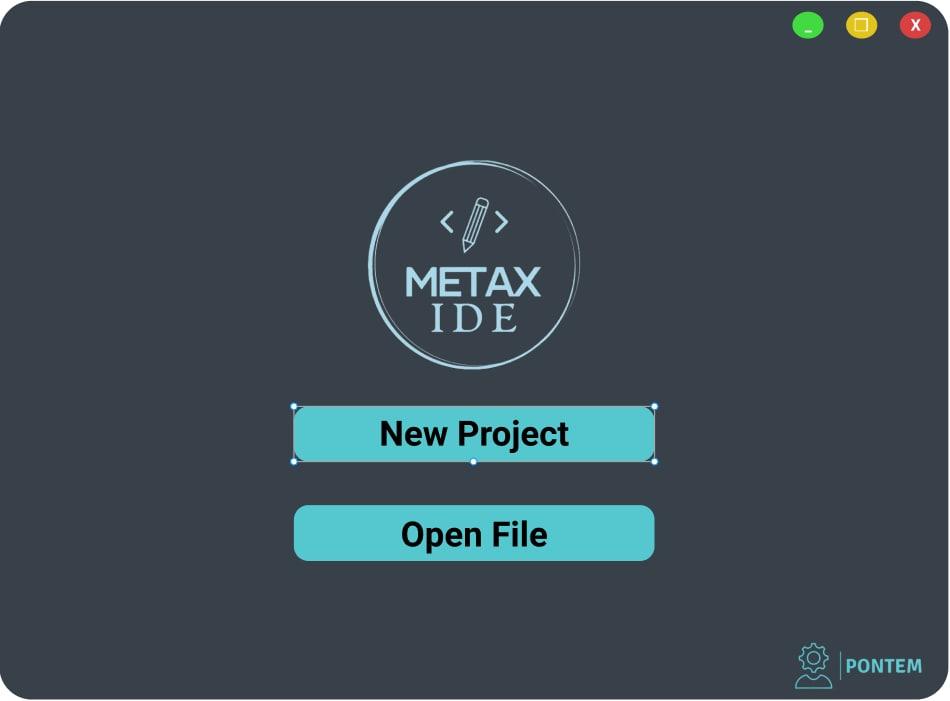 X
< >
METAX
IDE
New Project
Open File
PONTEM